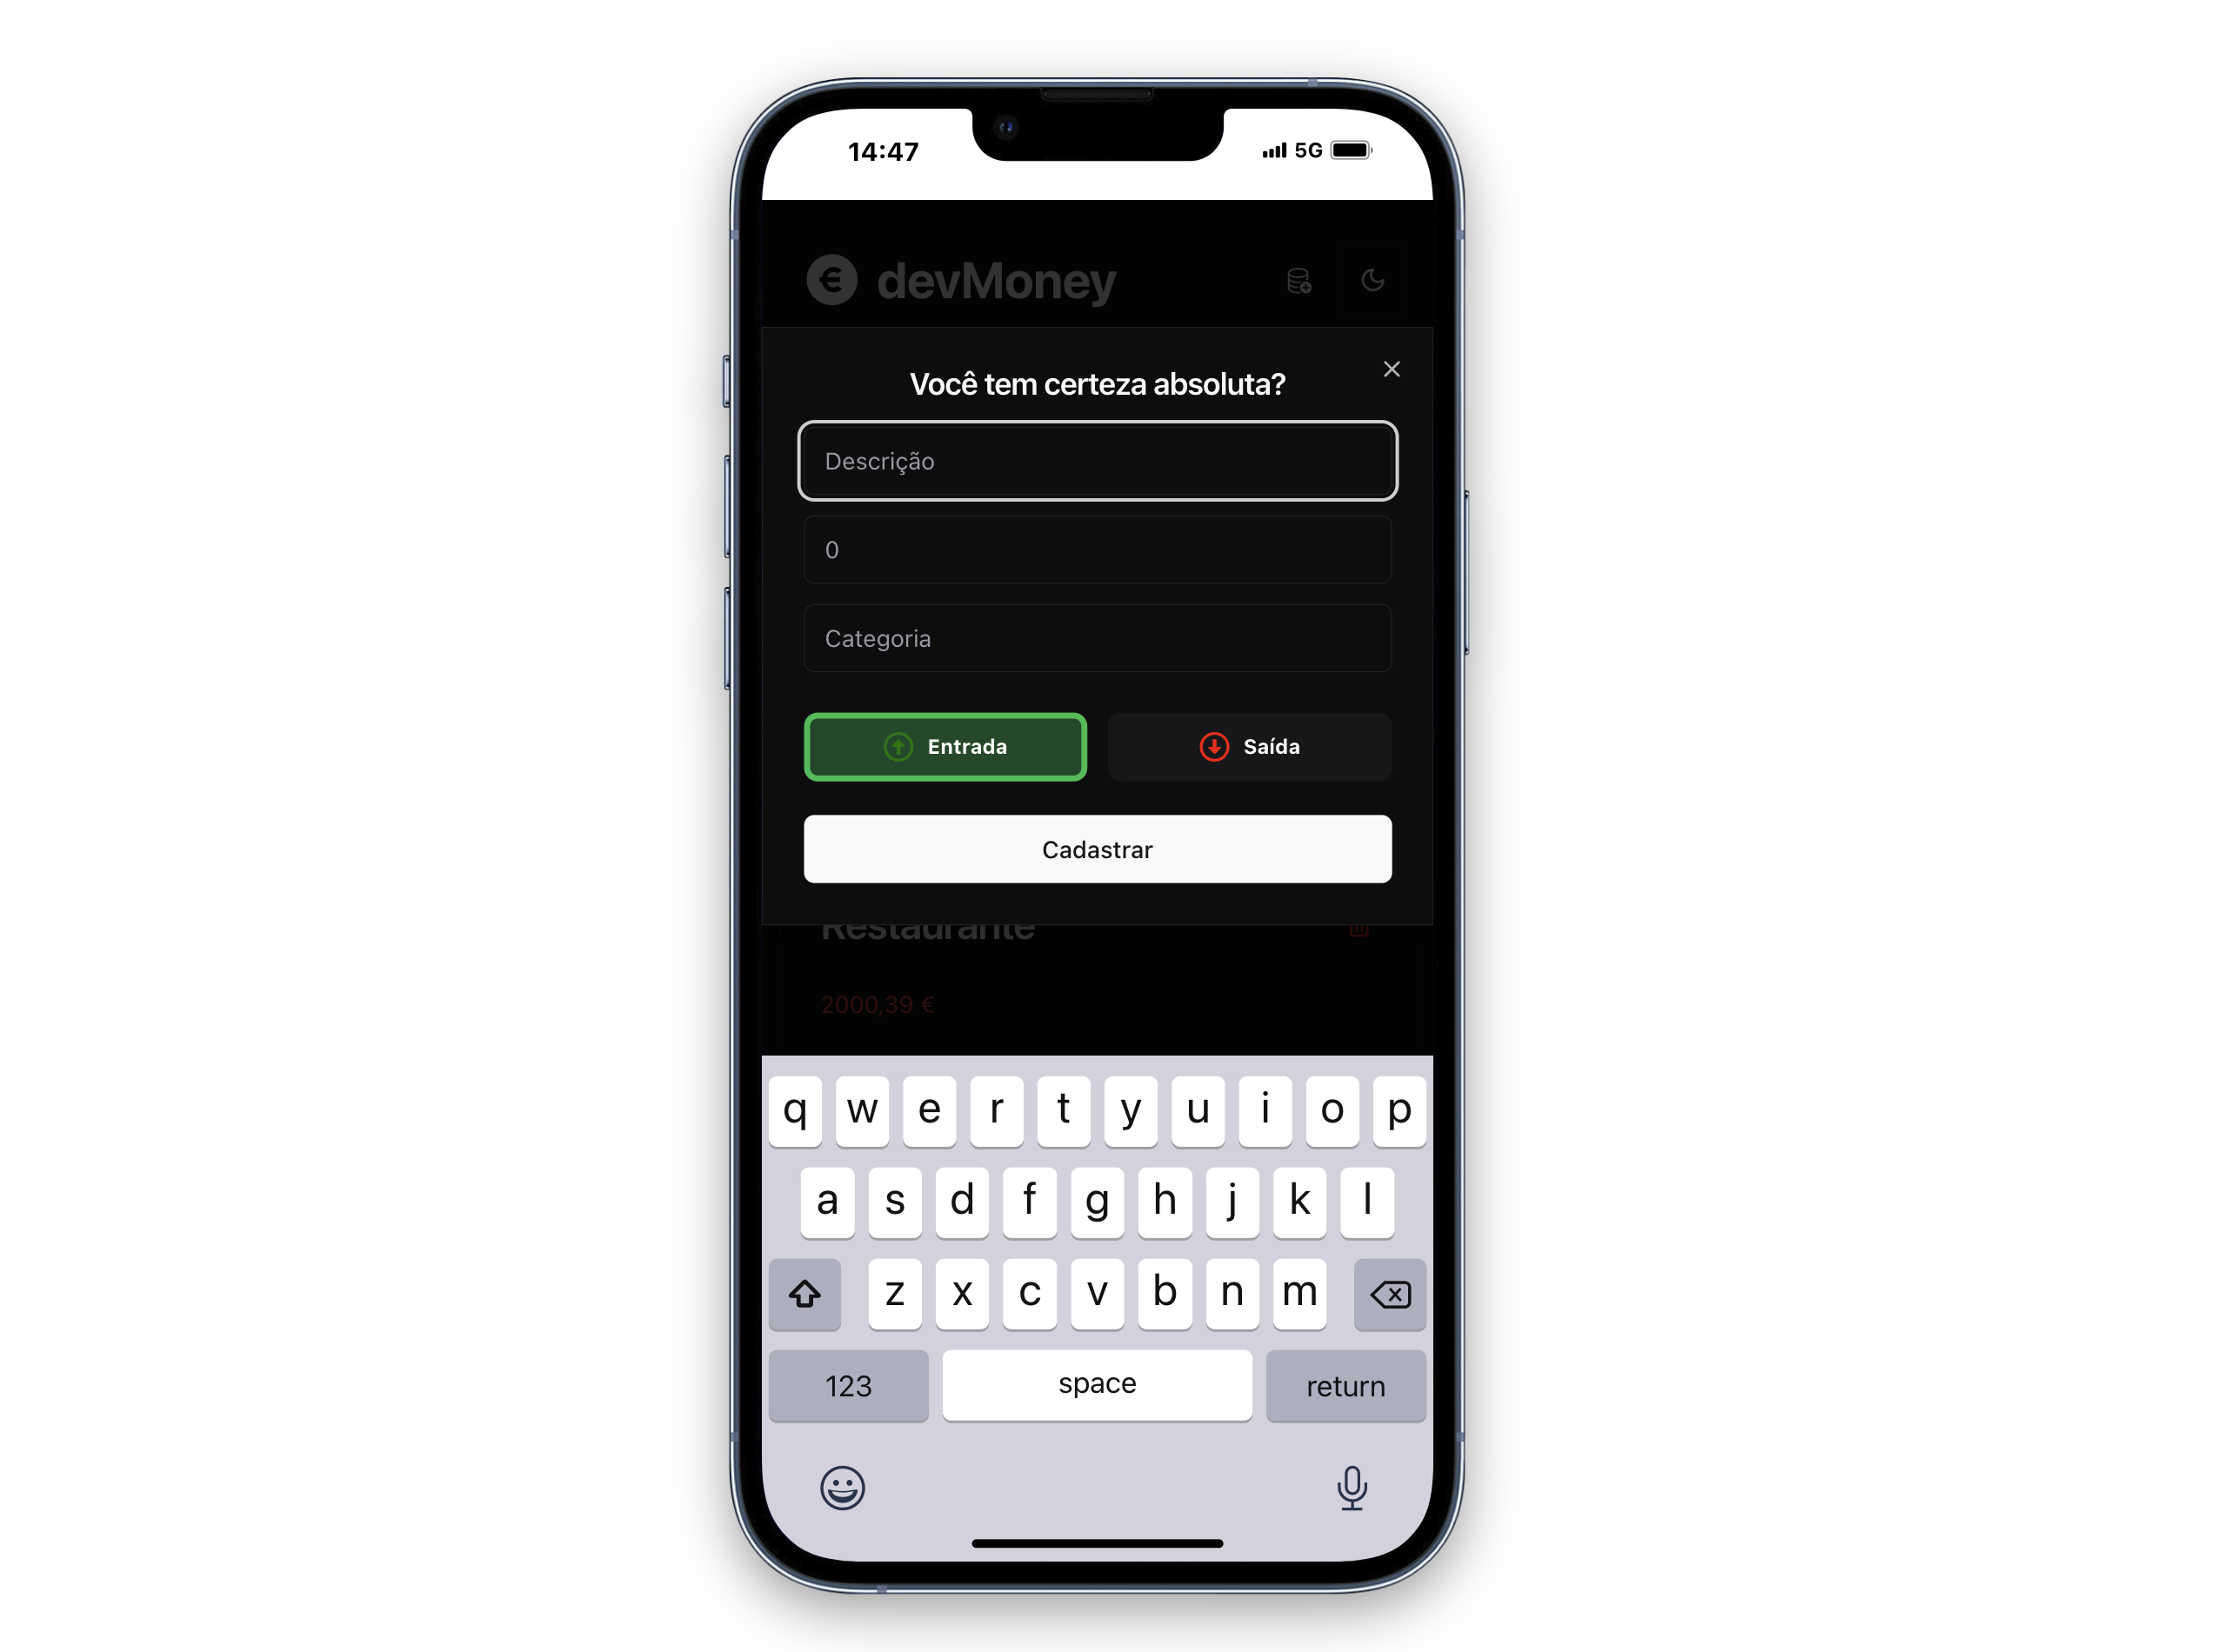 14:47 5G
€ devMoney
Você tem certeza absoluta?
Descrição
0
Categoria
Entrada Saída
Cadastrar
Restaurante
2000,39 €
q w e r t y u i o p
a s d f g h j k l
z x c v b n m
123 space return